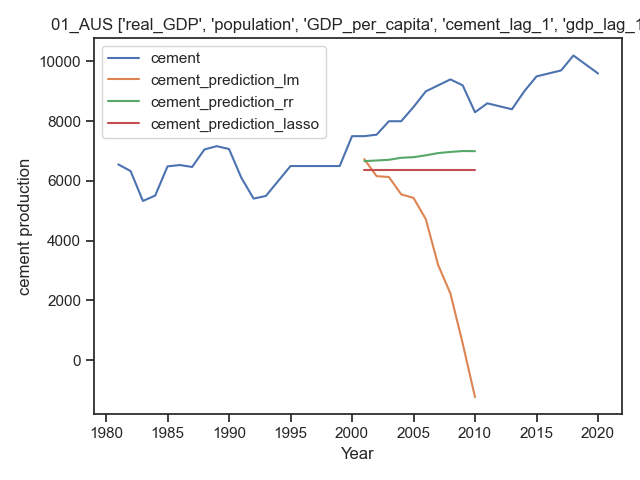 01_AUS ['real_GDP', 'population', 'GDP_per_capita', 'cement_lag_1', 'gdp_lag_1
cement
cement_prediction_lm
cement_prediction_rr
cement_prediction_lasso
cement production
10000
8000
6000
4000
2000
0
1980 1985 1990 1995 2000 2005 2010 2015 2020
Year